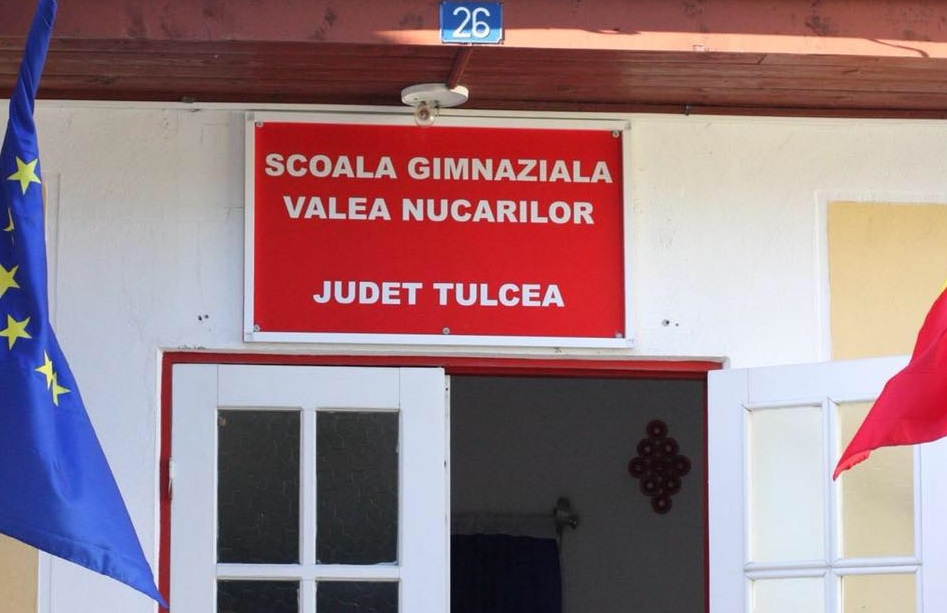 26
SCOALA GIMNAZIALA
VALEA NUCARILOR
JUDET TULCEA